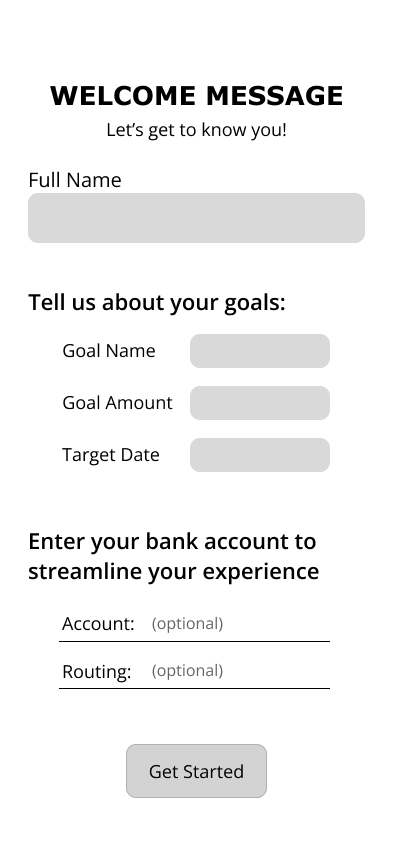 WELCOME MESSAGE
Let’s get to know you!
Full Name
Tell us about your goals:
Goal Name
Goal Amount
Target Date
Enter your bank account to
streamline your experience
Account: (optional)
Routing: (optional)
Get Started